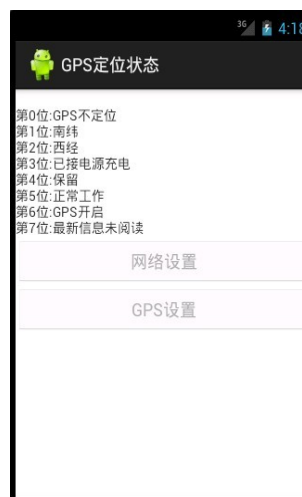 3G 4:18
GPS定位状态
第0位:GPS不定位
第1位:南纬
第2位:西经
第3位:已接电源充电
第4位:保留
第5位:正常工作
第6位:GPS开启
第7位:最新信息未阅读
网络设置
GPS设置